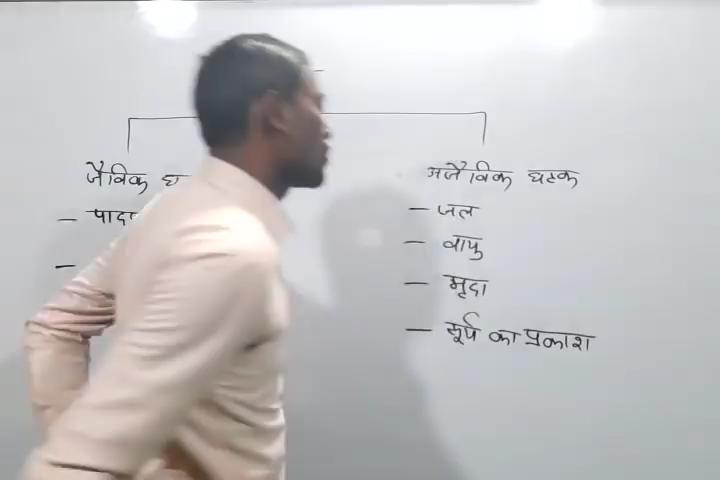 जैविक
अजैविक घटक
– जल
– वायु
– मृदा
– सूर्य का प्रकाश